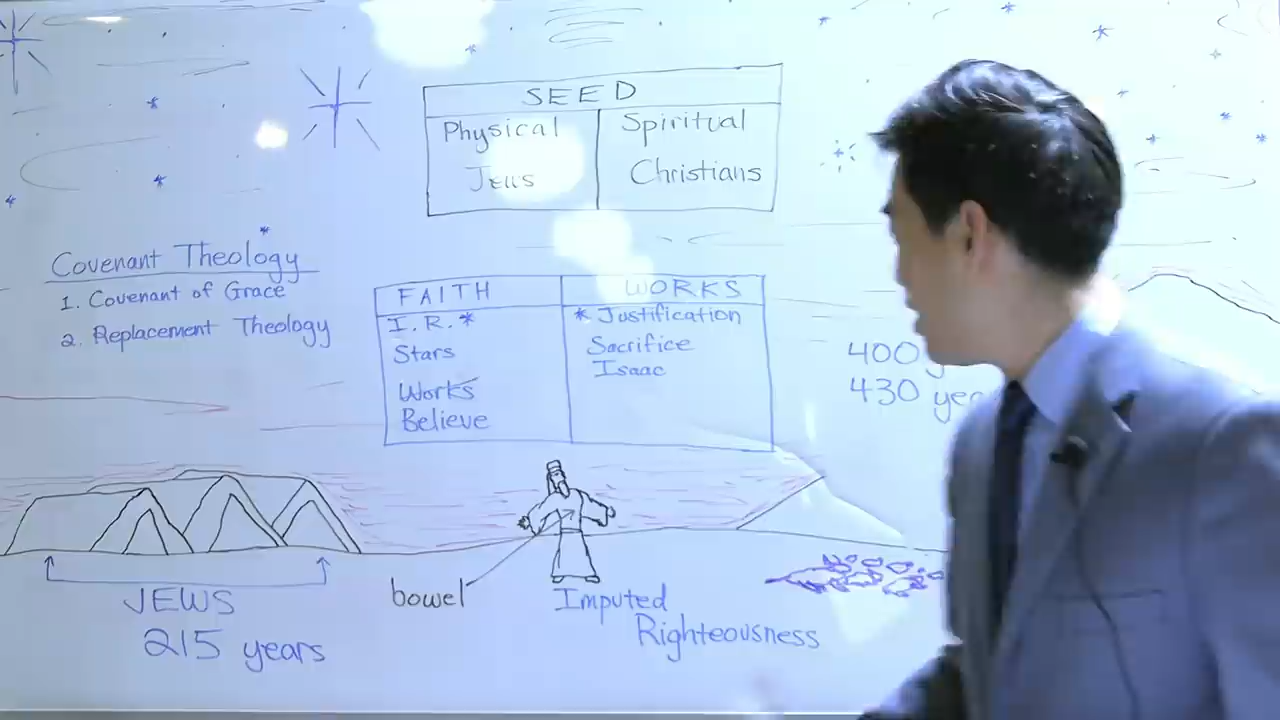 SEED
Physical
Spiritual
Jews
Christians
Covenant Theology
1. Covenant of Grace
2. Replacement Theology
FAITH
WORKS
I.R.*
* Justification
Stars
Sacrifice
Works
Isaac
Believe
400
430
JEWS
215 years
bowel
Imputed
Righteousness